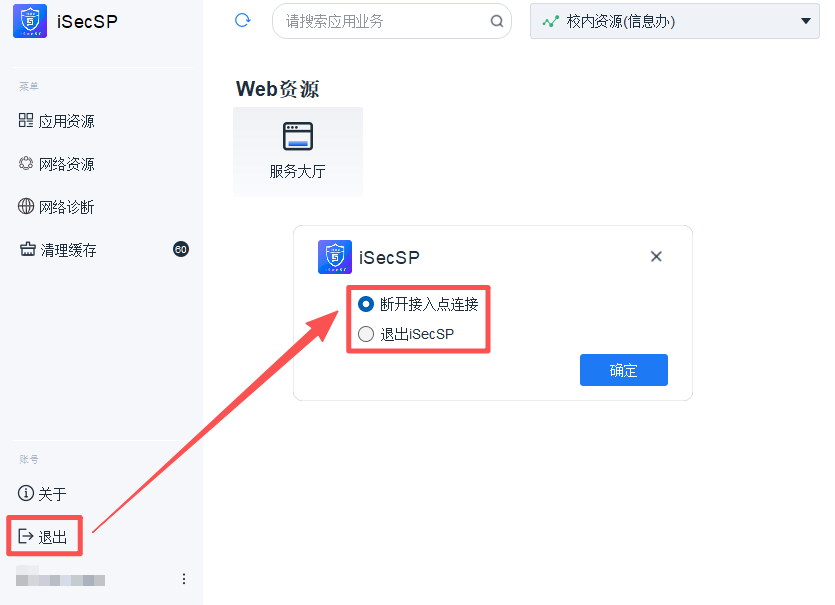 iSecSP
请搜索应用业务
校内资源(信息办)
菜单
应用资源
网络资源
网络诊断
清理缓存
60
Web资源
服务大厅
iSecSP
断开接入点连接
退出iSecSP
确定
账号
关于
退出